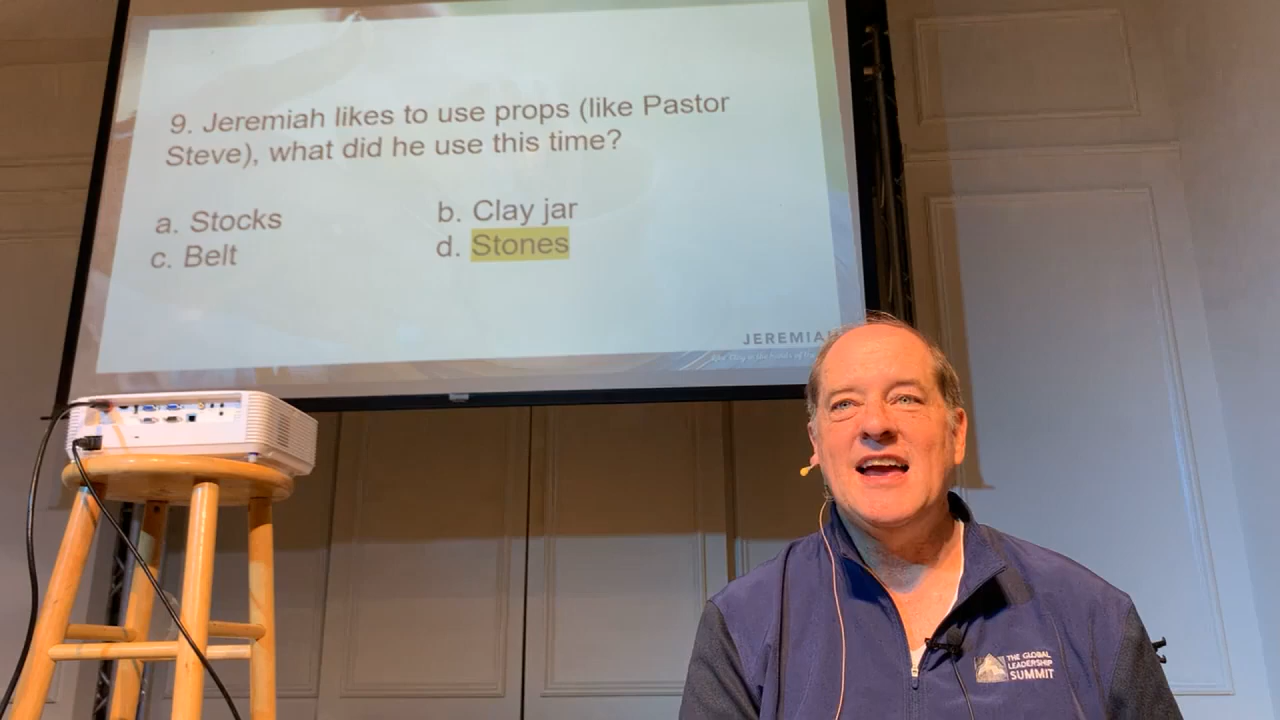 9. Jeremiah likes to use props (like Pastor
Steve), what did he use this time?
a. Stocks
b. Clay jar
c. Belt
d. Stones
JEREMIAH
THE GLOBAL
LEADERSHIP
SUMMIT